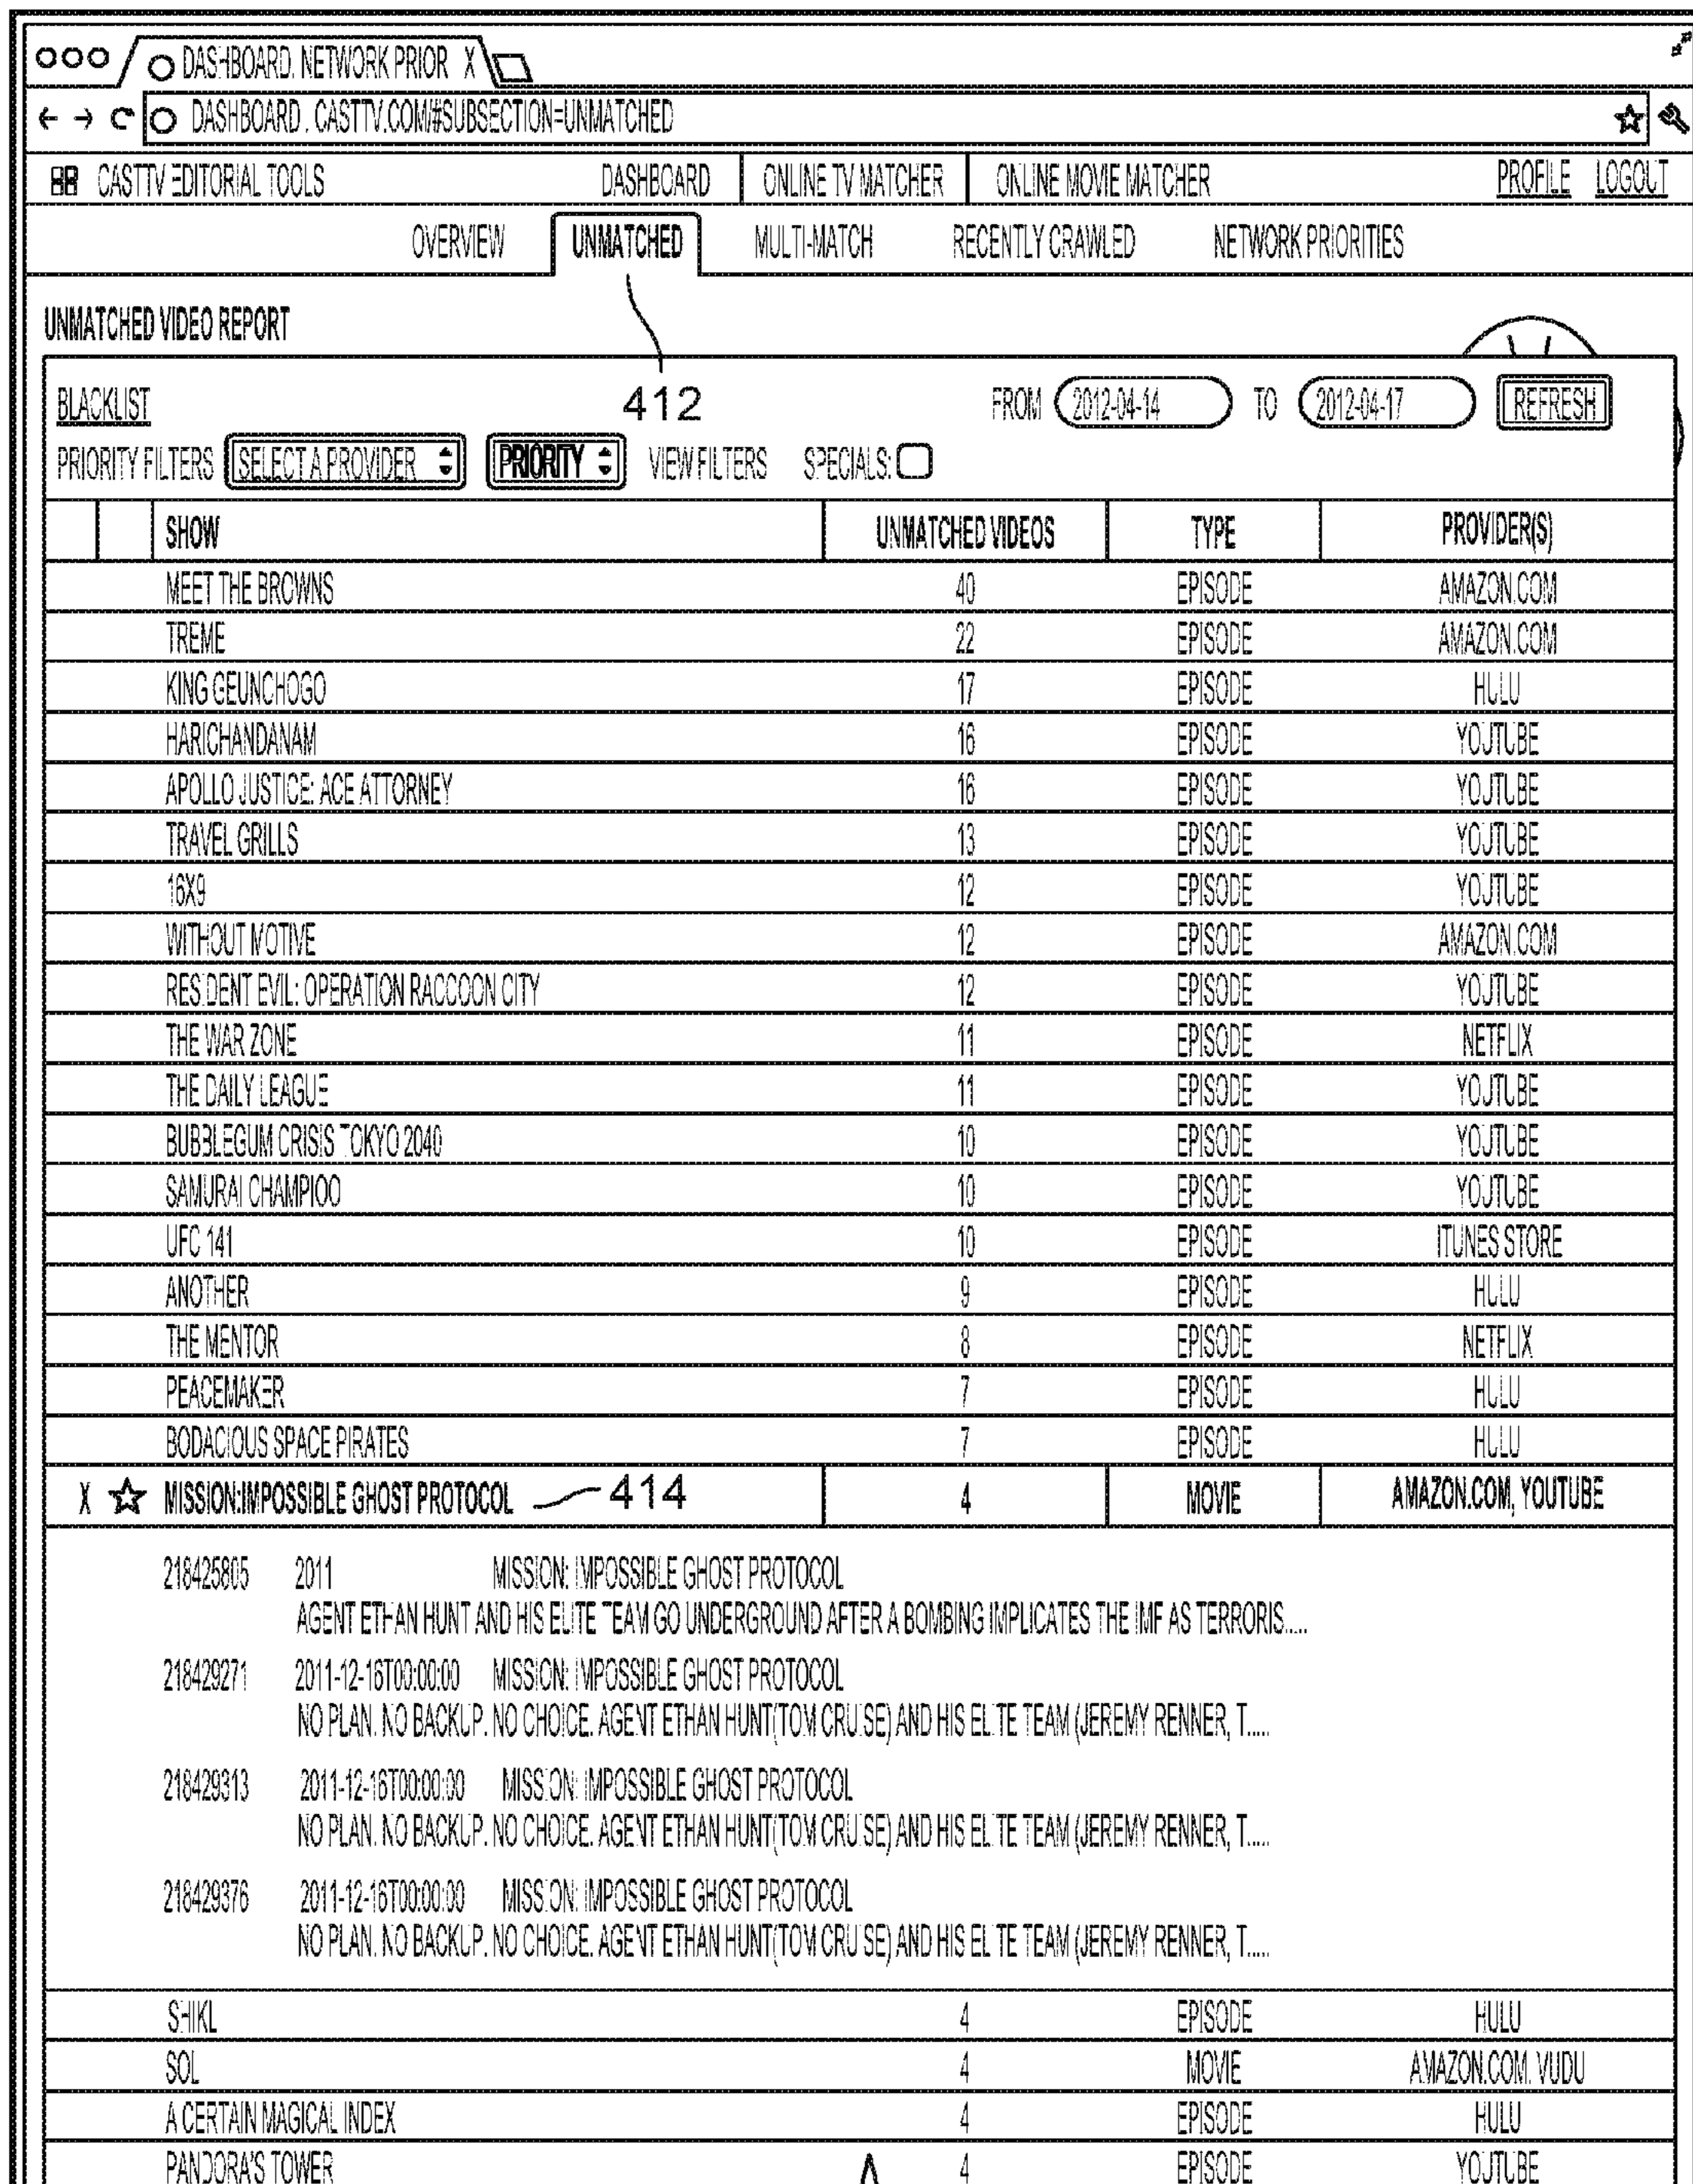 DASHBOARD. NETWORK PRIOR X
DASHBOARD. CASTTV.COM/#SUBSECTION=UNMATCHED
CASTTV EDITORIAL TOOLS DASHBOARD ONLINE TV MATCHER ONLINE MOVIE MATCHER PROFILE LOGOUT
OVERVIEW UNMATCHED MULTI-MATCH RECENTLY CRAWLED NETWORK PRIORITIES
UNMATCHED VIDEO REPORT
BLACKLIST 412 FROM 2012-04-14 TO 2012-04-17 REFRESH
PRIORITY FILTERS SELECT A PROVIDER PRIORITY VIEW FILTERS SPECIALS:
SHOW UNMATCHED VIDEOS TYPE PROVIDER(S)
MEET THE BROWNS 40 EPISODE AMAZON.COM
TREME 22 EPISODE AMAZON.COM
KING GEUNCHOGO 17 EPISODE HULU
HARICHANDANAM 16 EPISODE YOUTUBE
APOLLO JUSTICE: ACE ATTORNEY 16 EPISODE YOUTUBE
TRAVEL GRILLS 13 EPISODE YOUTUBE
16X9 12 EPISODE YOUTUBE
WITHOUT MOTIVE 12 EPISODE AMAZON.COM
RESIDENT EVIL: OPERATION RACCOON CITY 12 EPISODE YOUTUBE
THE WAR ZONE 11 EPISODE NETFLIX
THE DAILY LEAGUE 11 EPISODE YOUTUBE
BUBBLEGUM CRISIS TOKYO 2040 10 EPISODE YOUTUBE
SAMURAI CHAMPIOO 10 EPISODE YOUTUBE
UFC 141 10 EPISODE ITUNES STORE
ANOTHER 9 EPISODE HULU
THE MENTOR 8 EPISODE NETFLIX
PEACEMAKER 7 EPISODE HULU
BODACIOUS SPACE PIRATES 7 EPISODE HULU
X MISSION:IMPOSSIBLE GHOST PROTOCOL 414 4 MOVIE AMAZON.COM, YOUTUBE
218425805 2011 MISSION: IMPOSSIBLE GHOST PROTOCOL
AGENT ETHAN HUNT AND HIS ELITE TEAM GO UNDERGROUND AFTER A BOMBING IMPLICATES THE IMF AS TERRORIS.....
218429271 2011-12-16T00:00:00 MISSION: IMPOSSIBLE GHOST PROTOCOL
NO PLAN. NO BACKUP. NO CHOICE. AGENT ETHAN HUNT(TOM CRUISE) AND HIS ELITE TEAM (JEREMY RENNER, T.....
218429313 2011-12-16T00:00:00 MISSION: IMPOSSIBLE GHOST PROTOCOL
NO PLAN. NO BACKUP. NO CHOICE. AGENT ETHAN HUNT(TOM CRUISE) AND HIS ELITE TEAM (JEREMY RENNER, T.....
218429376 2011-12-16T00:00:00 MISSION: IMPOSSIBLE GHOST PROTOCOL
NO PLAN. NO BACKUP. NO CHOICE. AGENT ETHAN HUNT(TOM CRUISE) AND HIS ELITE TEAM (JEREMY RENNER, T.....
SHIKL 4 EPISODE HULU
SOL 4 MOVIE AMAZON.COM. VUDU
A CERTAIN MAGICAL INDEX 4 EPISODE HULU
PANDORA'S TOWER 4 EPISODE YOUTUBE